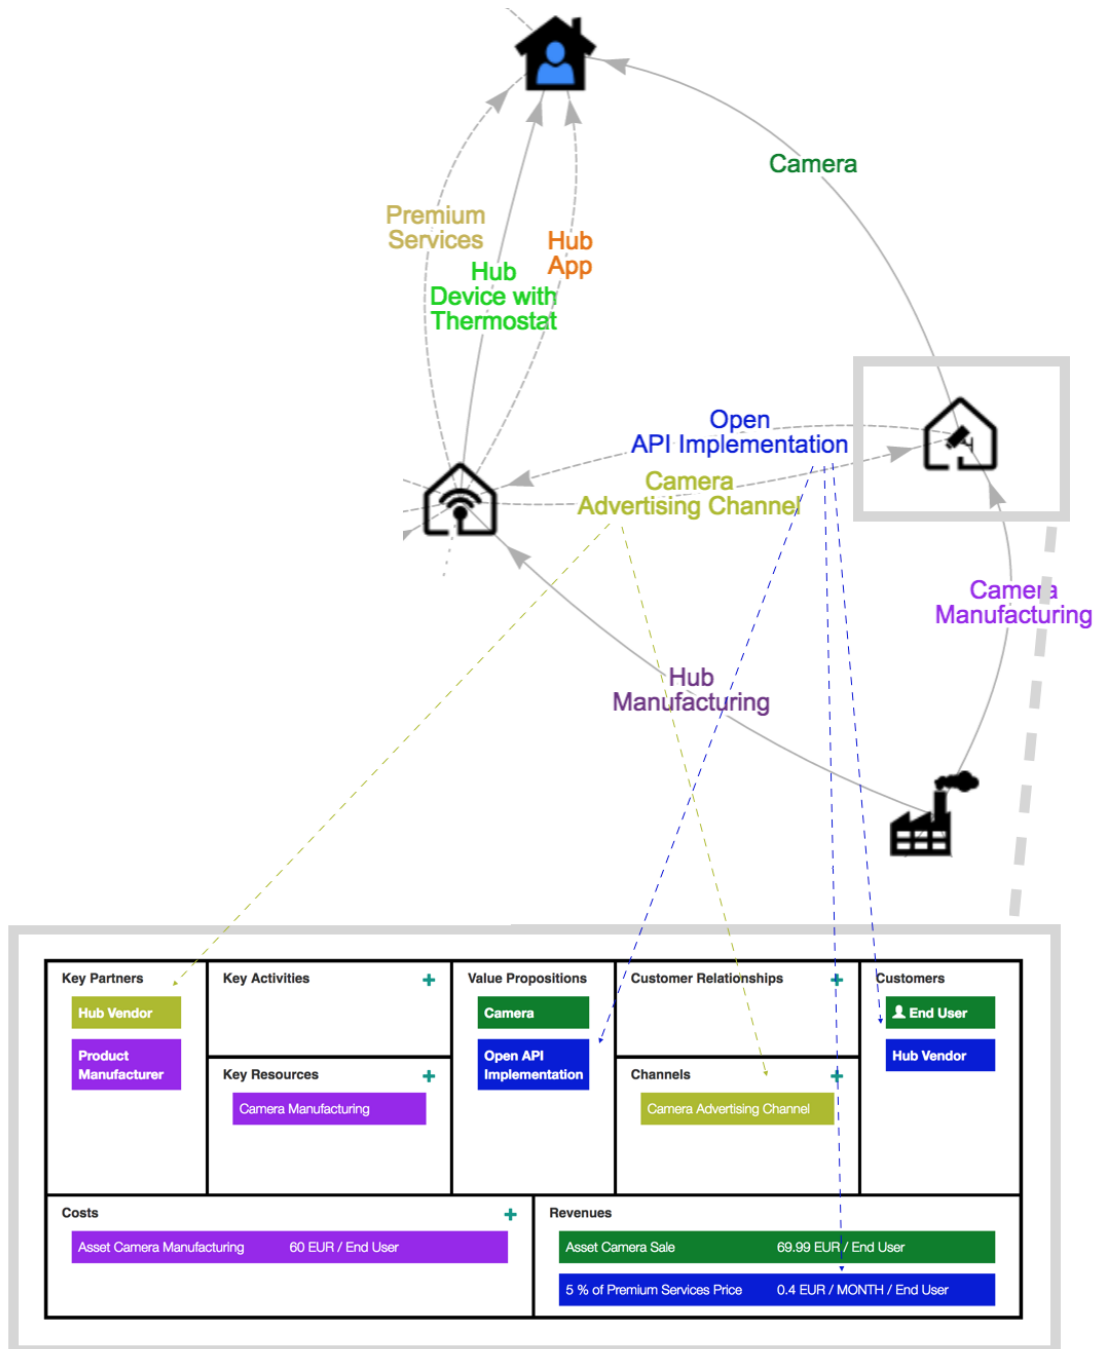 Camera
Premium
Services
Hub
App
Hub
Device with
Thermostat
Open
API Implementation
Camera
Advertising Channel
Camera
Manufacturing
Hub
Manufacturing
Key Partners
Hub Vendor
Product
Manufacturer
Key Activities
+
Key Resources
+
Camera Manufacturing
Value Propositions
Camera
Open API
Implementation
Customer Relationships
+
Channels
+
Camera Advertising Channel
Customers
End User
Hub Vendor
Costs
+
Asset Camera Manufacturing 60 EUR / End User
Revenues
Asset Camera Sale 69.99 EUR / End User
5 % of Premium Services Price 0.4 EUR / MONTH / End User